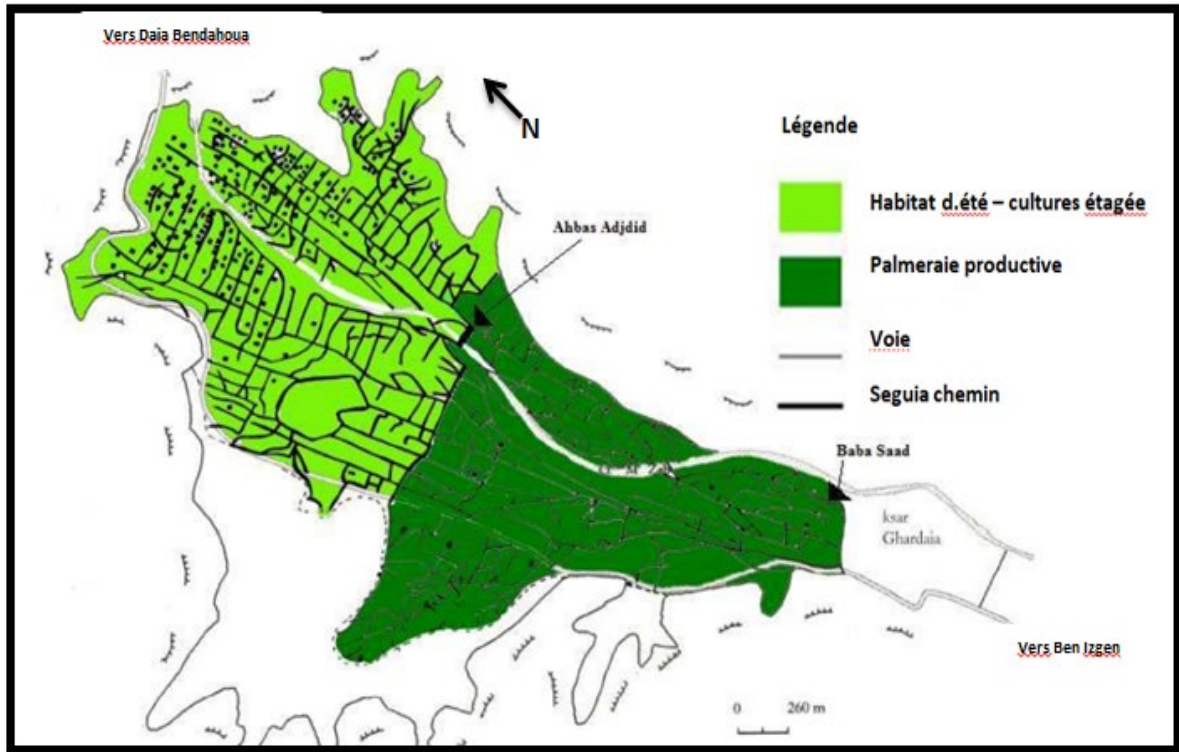 Vers Daia Bendahoua
N
Légende
Habitat d.été – cultures étagée
Ahbas Adjdid
Palmeraie productive
Voie
Seguia chemin
Baba Saad
ksar
Ghardaia
Vers Ben Izgen
0 260 m